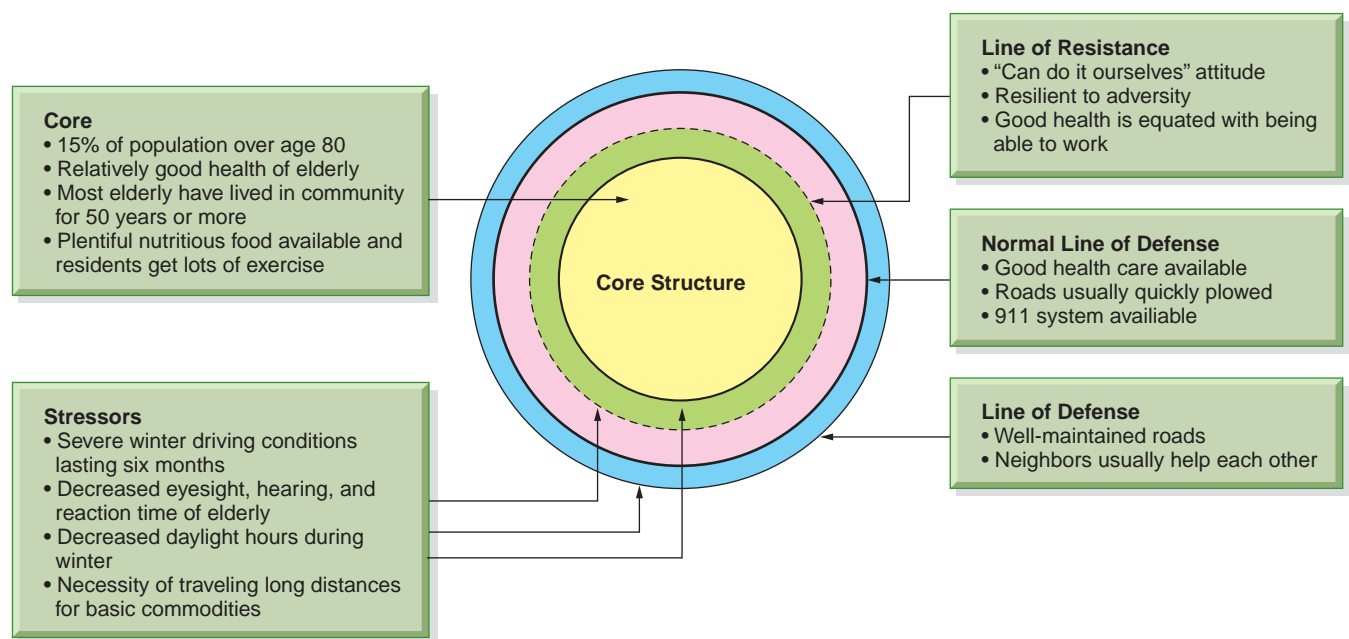 Core
• 15% of population over age 80
• Relatively good health of elderly
• Most elderly have lived in community
for 50 years or more
• Plentiful nutritious food available and
residents get lots of exercise
Stressors
• Severe winter driving conditions
lasting six months
• Decreased eyesight, hearing, and
reaction time of elderly
• Decreased daylight hours during
winter
• Necessity of traveling long distances
for basic commodities
Core Structure
Line of Resistance
• “Can do it ourselves” attitude
• Resilient to adversity
• Good health is equated with being
able to work
Normal Line of Defense
• Good health care available
• Roads usually quickly plowed
• 911 system availiable
Line of Defense
• Well-maintained roads
• Neighbors usually help each other